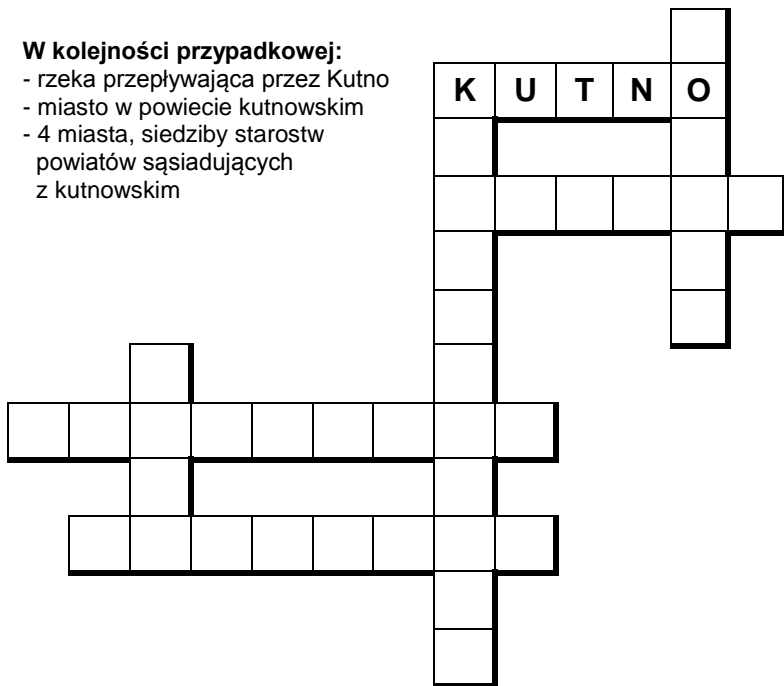 W kolejności przypadkowej:
- rzeka przepływająca przez Kutno
- miasto w powiecie kutnowskim
- 4 miasta, siedziby starostw
powiatów sąsiadujących
z kutnowskim
K U T N O